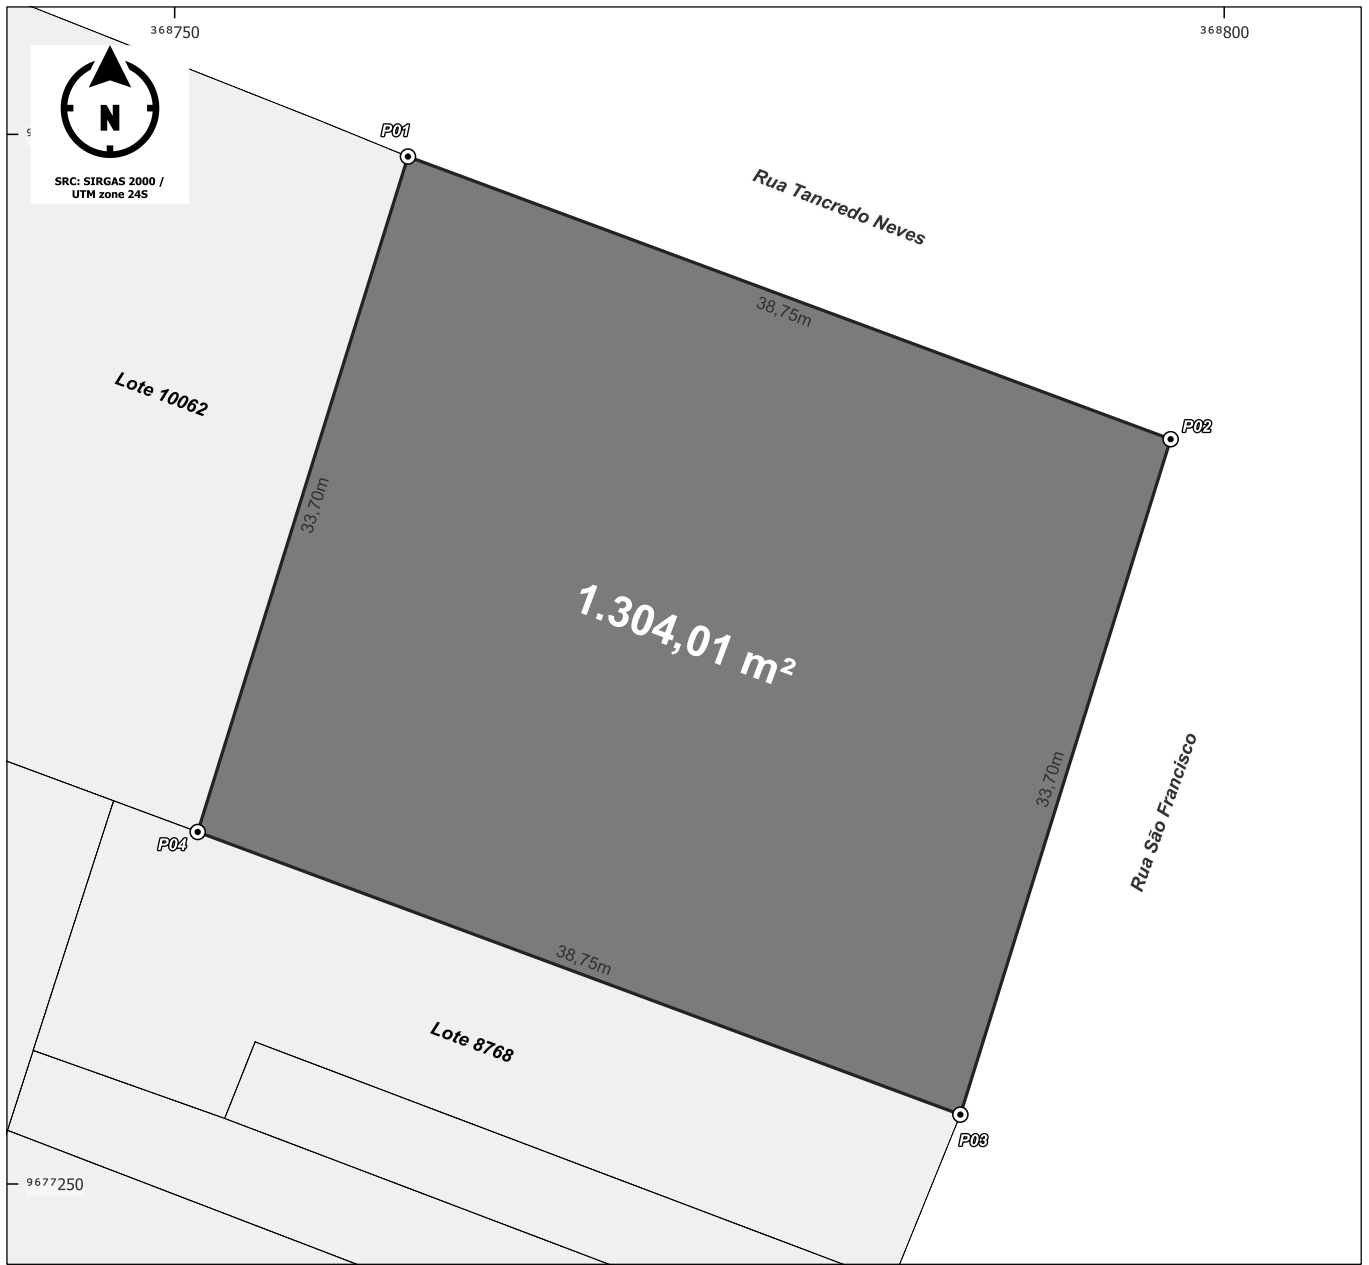 368750
368800
N
SRC: SIRGAS 2000 /
UTM zone 24S
P01
Rua Tancredo Neves
38,75m
Lote 10062
P02
33,70m
1.304,01 m²
33,70m
Rua São Francisco
P04
38,75m
Lote 8768
P03
9677250